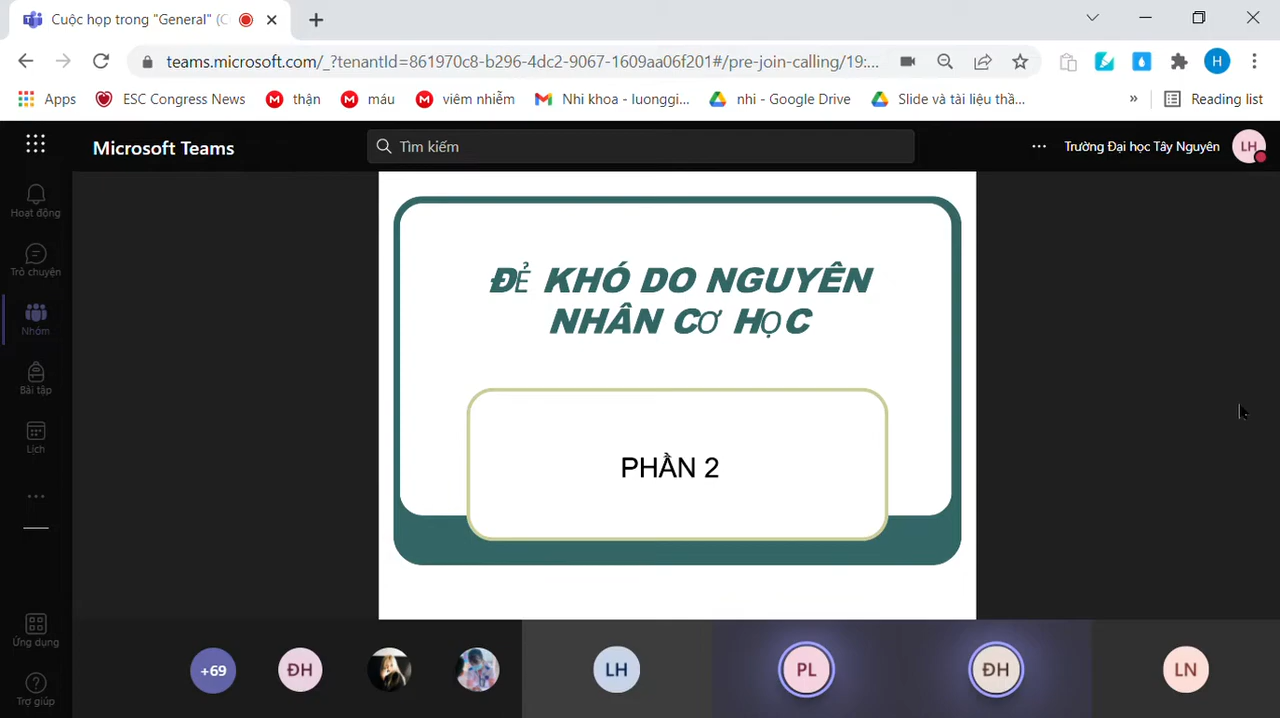 Cuộc họp trong "General" (C
teams.microsoft.com/_?tenantId=861970c8-b296-4dc2-9067-1609aa06f201#/pre-join-calling/19:...
H
Apps
ESC Congress News
thận
máu
viêm nhiễm
Nhi khoa - luonggi...
nhi - Google Drive
Slide và tài liệu thầ...
»
Reading list
Microsoft Teams
Tìm kiếm
Trường Đại học Tây Nguyên
LH
Hoạt động
Trò chuyện
Nhóm
Bài tập
Lịch
Ứng dụng
Trợ giúp
ĐẺ KHÓ DO NGUYÊN
NHÂN CƠ HỌC
PHẦN 2
+69
ĐH
LH
PL
ĐH
LN